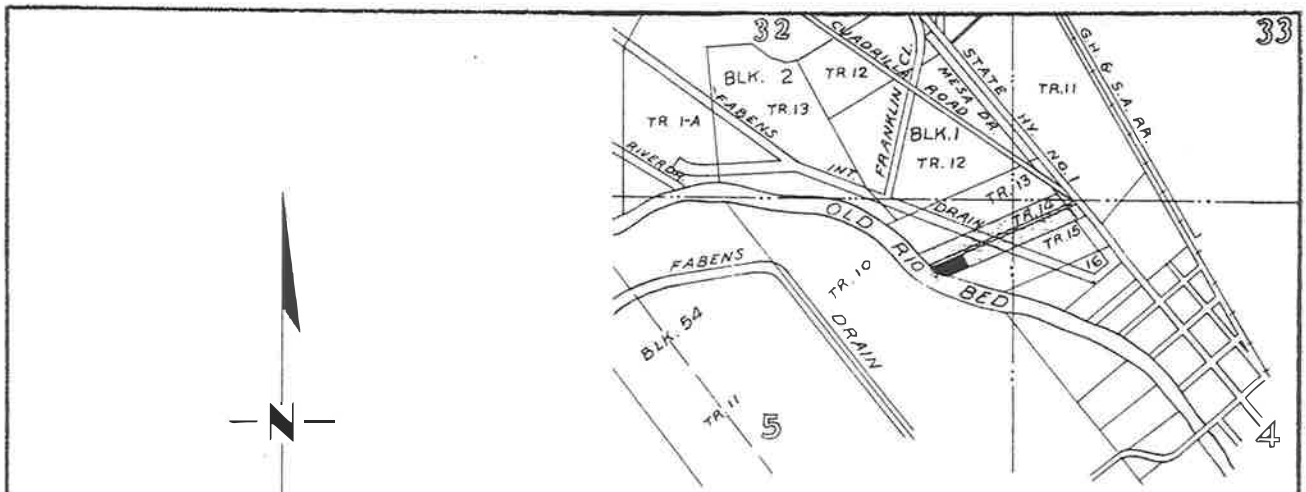 32
33
CUADRILLA ROAD
FRANKLIN CL.
STATE HY NO. 1
MESA DR.
G.H. & S.A. RR.
BLK. 2
TR 12
TR. 11
TR. 13
TR 1-A
FABENS
INT.
DRAIN
RIVER DR.
BLK. 1
TR. 12
TR. 13
TR. 14
TR. 15
16
OLD RIO BED
FABENS
DRAIN
TR. 10
BLK. 54
TR. 11
5
4
N